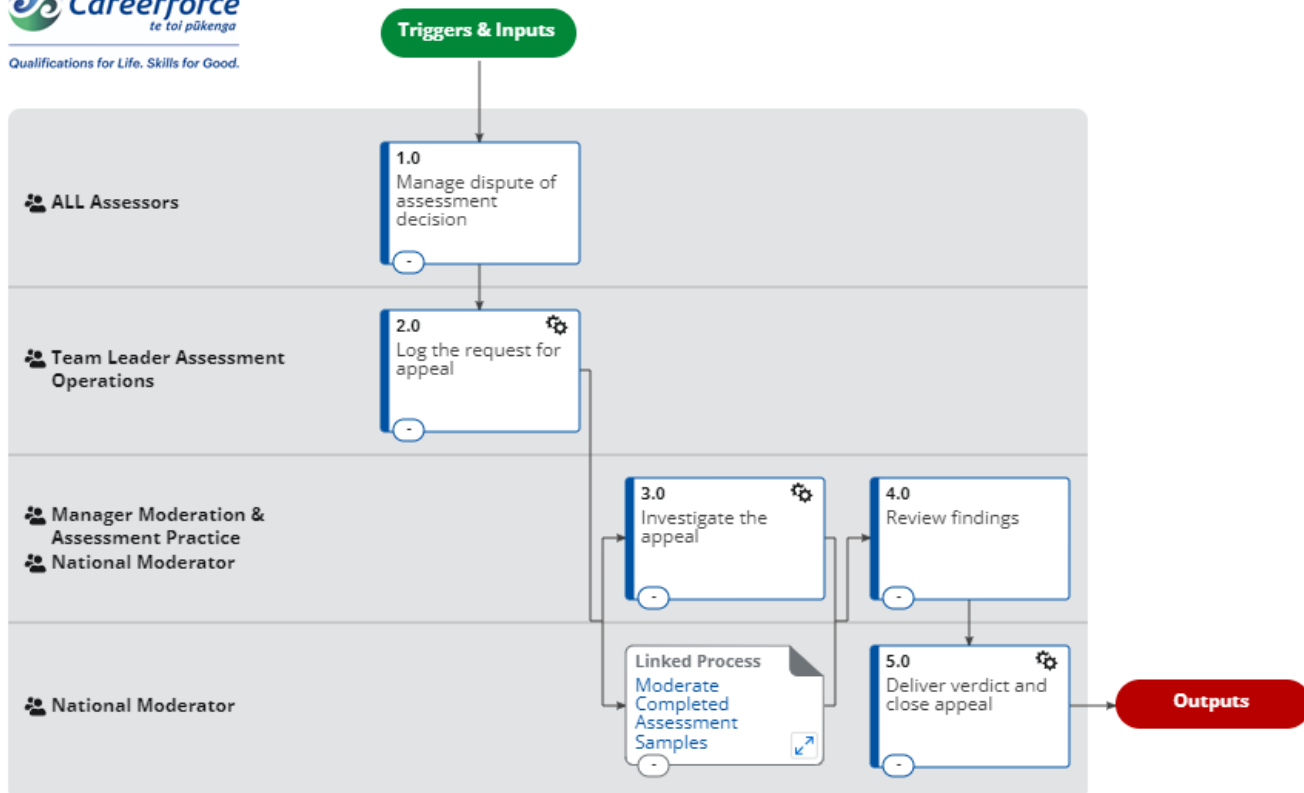 Careerforce
te toi pūkenga
Qualifications for Life. Skills for Good.
Triggers & Inputs
ALL Assessors
1.0
Manage dispute of
assessment
decision
-
Team Leader Assessment
Operations
2.0
Log the request for
appeal
-
Manager Moderation &
Assessment Practice
National Moderator
3.0
Investigate the
appeal
-
4.0
Review findings
-
National Moderator
Linked Process
Moderate
Completed
Assessment
Samples
-
5.0
Deliver verdict and
close appeal
-
Outputs